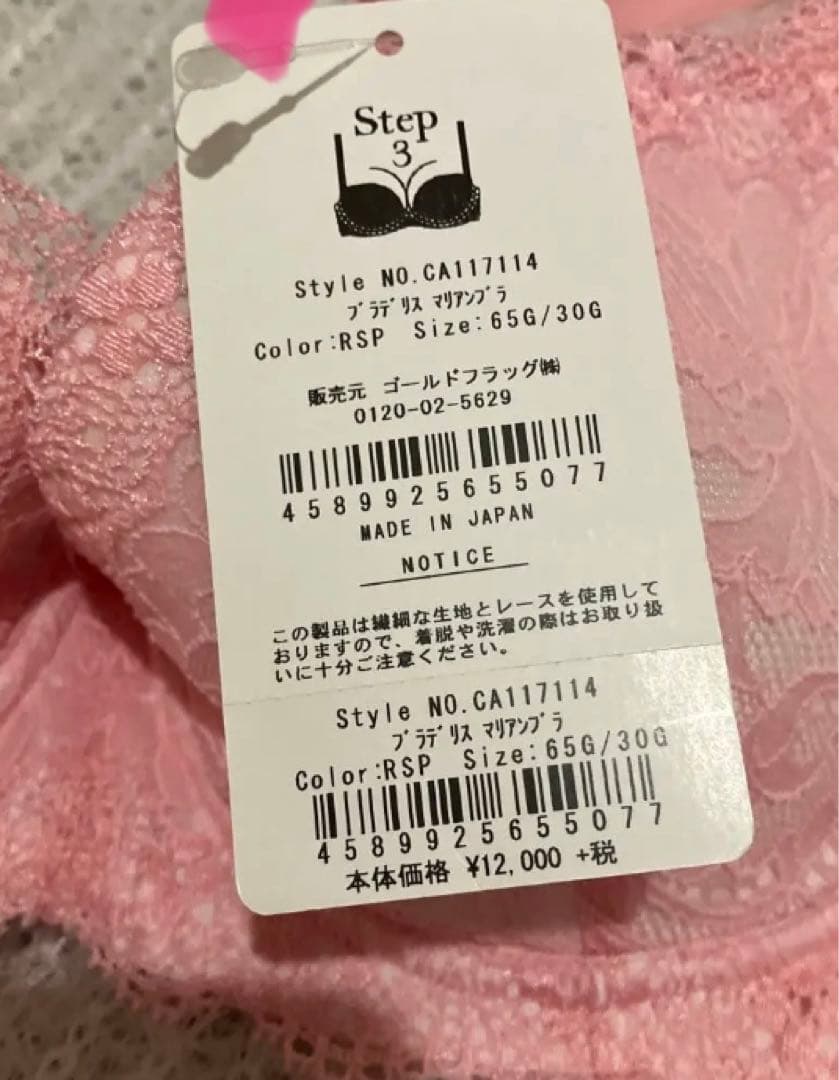 Step
3
Style NO.CA117114
ﾌﾞﾗﾃﾞﾘｽ ﾏﾘｱﾝﾌﾞﾗ
Color:RSP Size:65G/30G
販売元 ゴールドフラッグ㈱
0120-02-5629
4589925655077
MADE IN JAPAN
NOTICE
この製品は繊細な生地とレースを使用して
おりますので、着脱や洗濯の際はお取り扱
いに十分ご注意ください。
Style NO.CA117114
ﾌﾞﾗﾃﾞﾘｽ ﾏﾘｱﾝﾌﾞﾗ
Color:RSP Size:65G/30G
4589925655077
本体価格 ¥12,000 +税